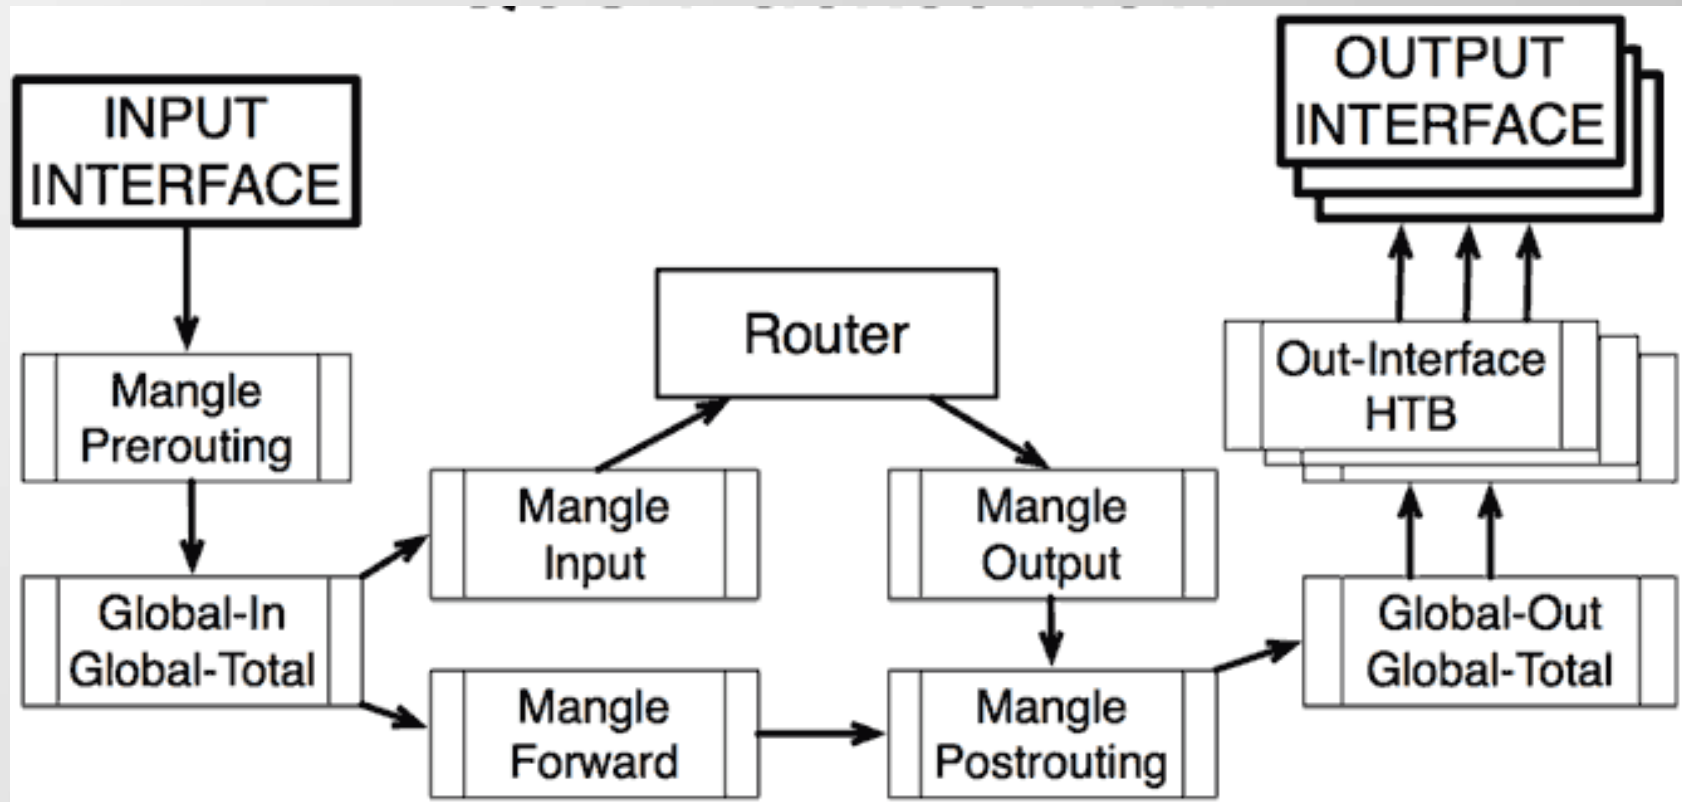 INPUT
INTERFACE
OUTPUT
INTERFACE
Router
Mangle
Prerouting
Out-Interface
HTB
Mangle
Input
Mangle
Output
Global-In
Global-Total
Global-Out
Global-Total
Mangle
Forward
Mangle
Postrouting